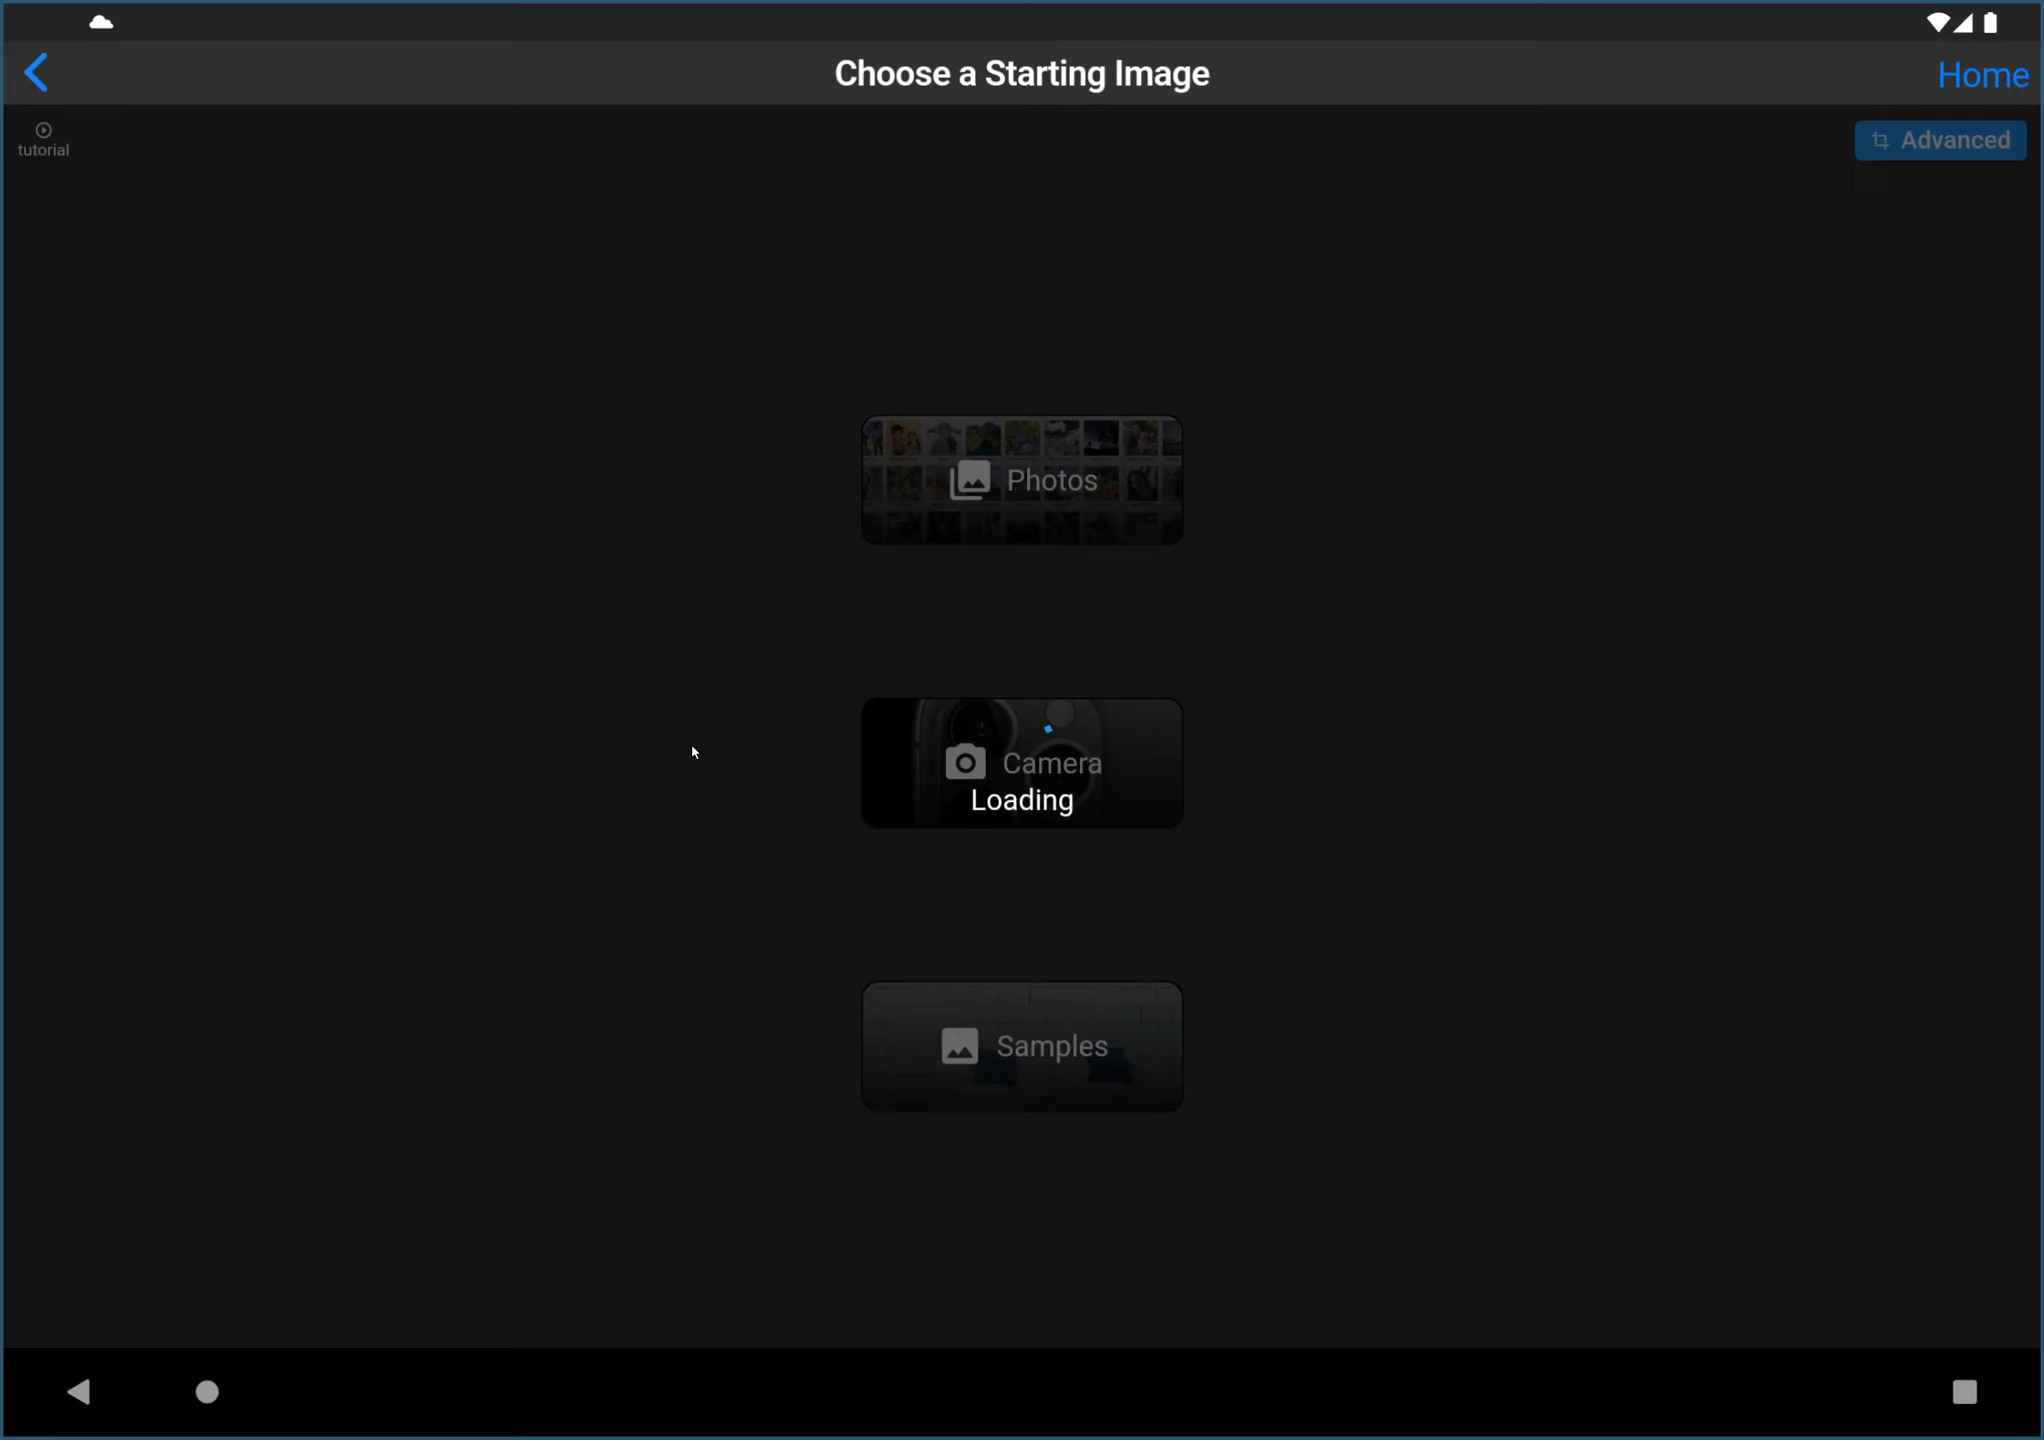 Choose a Starting Image
Home
tutorial
Advanced
Photos
Camera
Loading
Samples